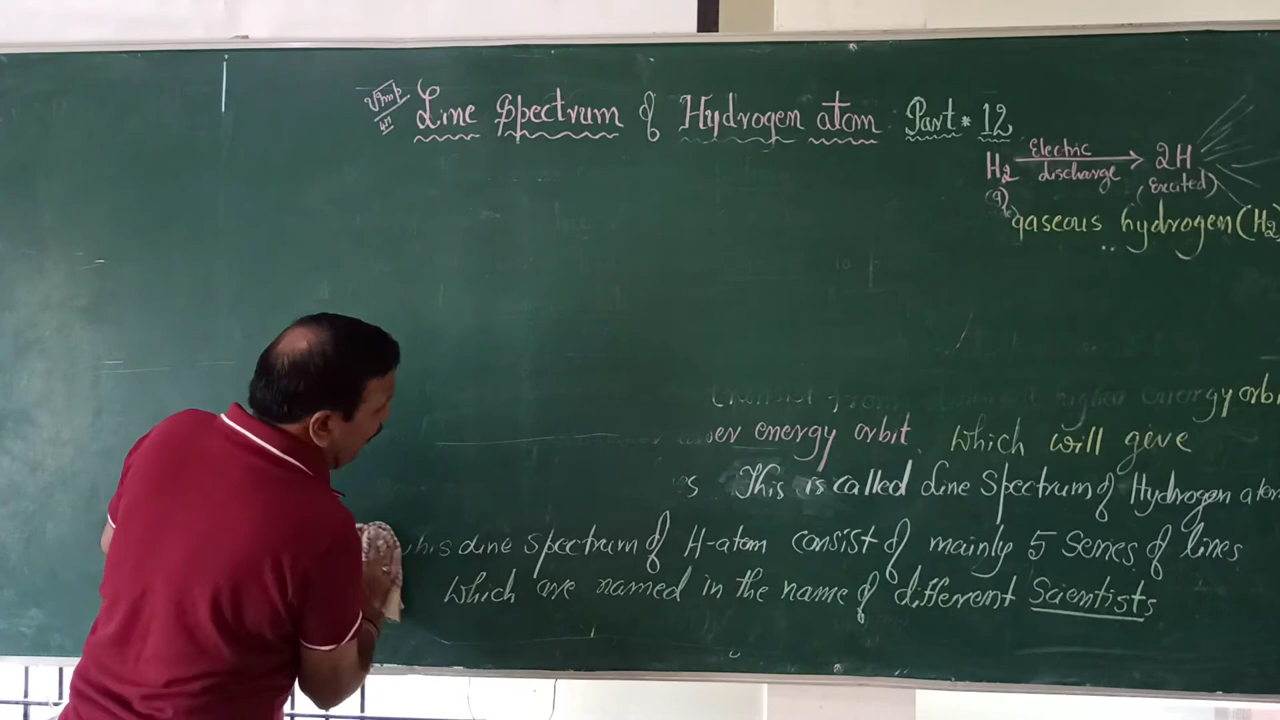 Vimp Line Spectrum of Hydrogen atom Part * 12
H2 Electric discharge 2H
(g) (Excited)
gaseous hydrogen (H2)
higher energy orbi
er energy orbit. Which will give
s This is called Line Spectrum of Hydrogen atom
This Line Spectrum of H-atom consist of mainly 5 Series of lines
Which are named in the name of different Scientists